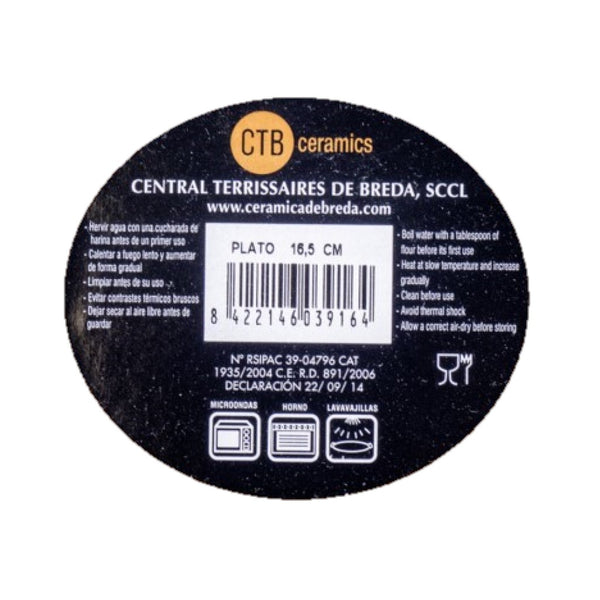 CTB ceramics
CENTRAL TERRISSAIRES DE BREDA, SCCL
www.ceramicadebreda.com
- Hervir agua con una cucharada de
harina antes de un primer uso
- Calentar a fuego lento y aumentar
de forma gradual
- Limpiar antes de su uso
- Evitar contrastes térmicos bruscos
- Dejar secar al aire libre antes de
guardar
PLATO 16,5 CM
8 422146 039164
- Boil water with a tablespoon of
flour before its first use
- Heat at slow temperature and increase
gradually
- Clean before use
- Avoid thermal shock
- Allow a correct air-dry before storing
Nº RSIPAC 39-04796 CAT
1935/2004 C.E. R.D. 891/2006
DECLARACIÓN 22/ 09/ 14
MICROONDAS HORNO LAVAVAJILLAS